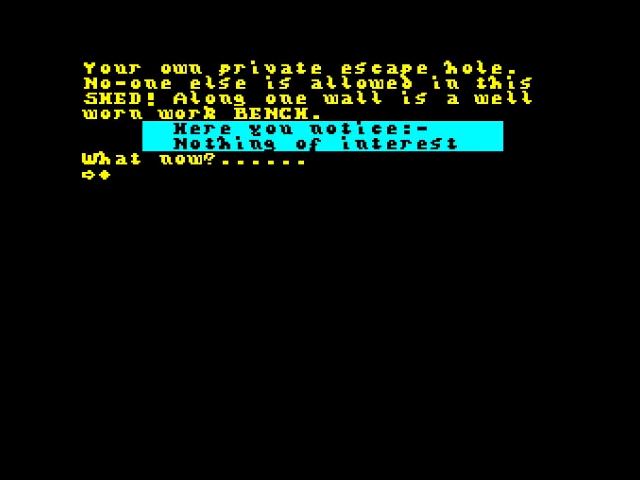 Your own private escape hole.
No-one else is allowed in this
SHED! Along one wall is a well
worn work BENCH.
Here you notice:-
Nothing of interest
What now?......